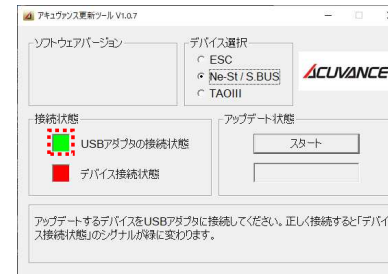 アキュヴァンス更新ツール V1.0.7
ソフトウェアバージョン
デバイス選択
ESC
Ne-St / S.BUS
TAOIII
ACUVANCE
接続状態
USBアダプタの接続状態
デバイス接続状態
アップデート状態
スタート
アップデートするデバイスをUSBアダプタに接続してください。正しく接続すると「デバイ
ス接続状態」のシグナルが緑に変わります。